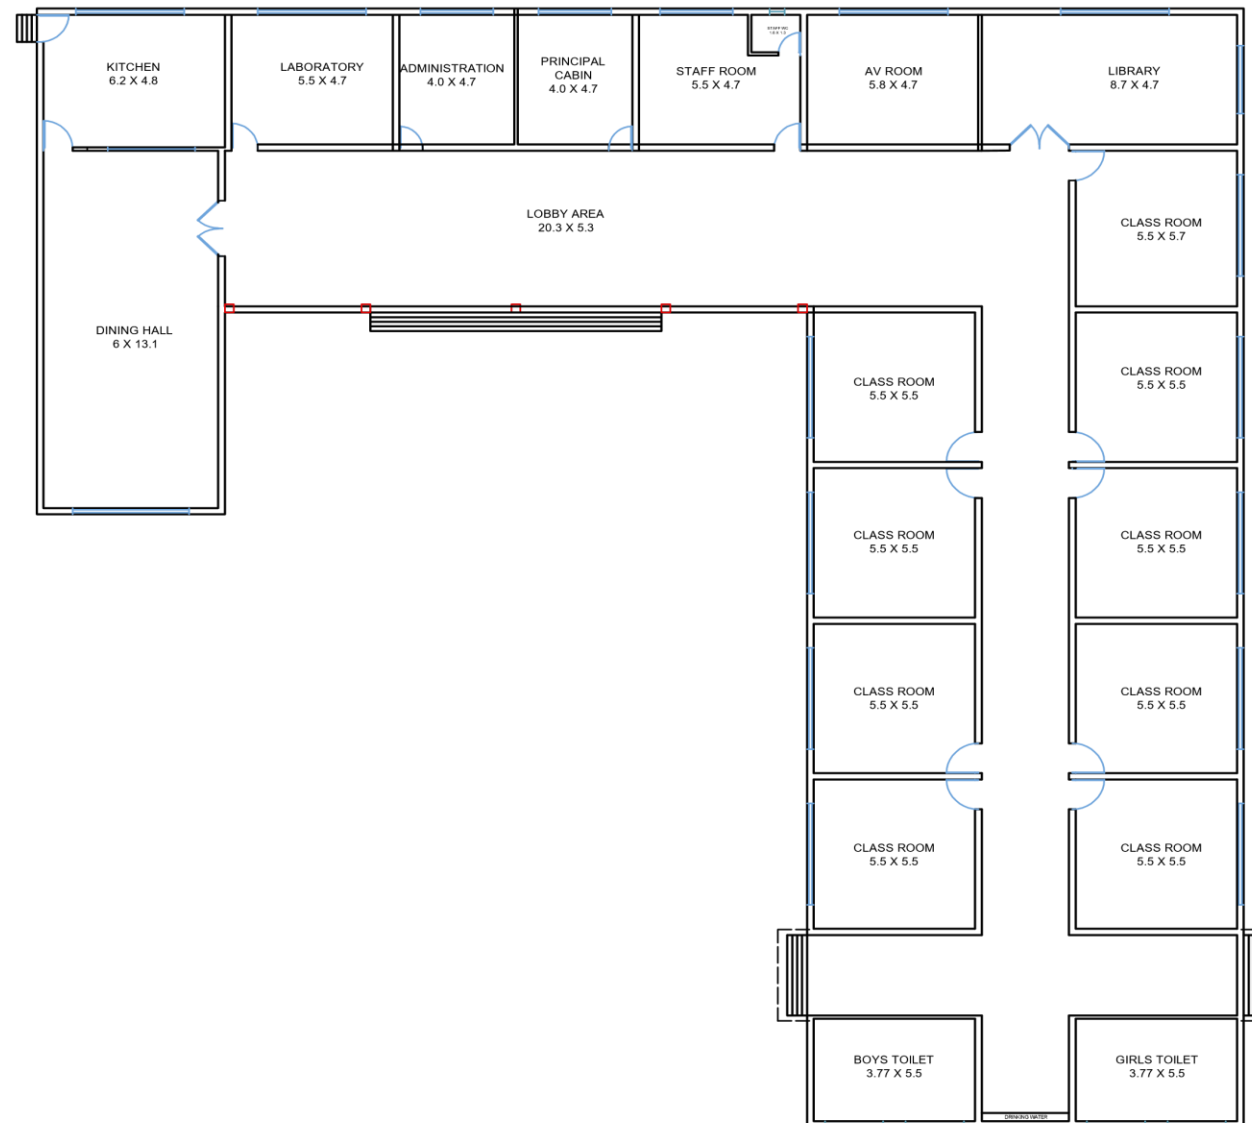 KITCHEN
6.2 X 4.8
LABORATORY
5.5 X 4.7
ADMINISTRATION
4.0 X 4.7
PRINCIPAL
CABIN
4.0 X 4.7
STAFF ROOM
5.5 X 4.7
STAFF WC
AV ROOM
5.8 X 4.7
LIBRARY
8.7 X 4.7
LOBBY AREA
20.3 X 5.3
CLASS ROOM
5.5 X 5.7
DINING HALL
6 X 13.1
CLASS ROOM
5.5 X 5.5
CLASS ROOM
5.5 X 5.5
CLASS ROOM
5.5 X 5.5
CLASS ROOM
5.5 X 5.5
CLASS ROOM
5.5 X 5.5
CLASS ROOM
5.5 X 5.5
CLASS ROOM
5.5 X 5.5
CLASS ROOM
5.5 X 5.5
BOYS TOILET
3.77 X 5.5
GIRLS TOILET
3.77 X 5.5
DRINKING WATER